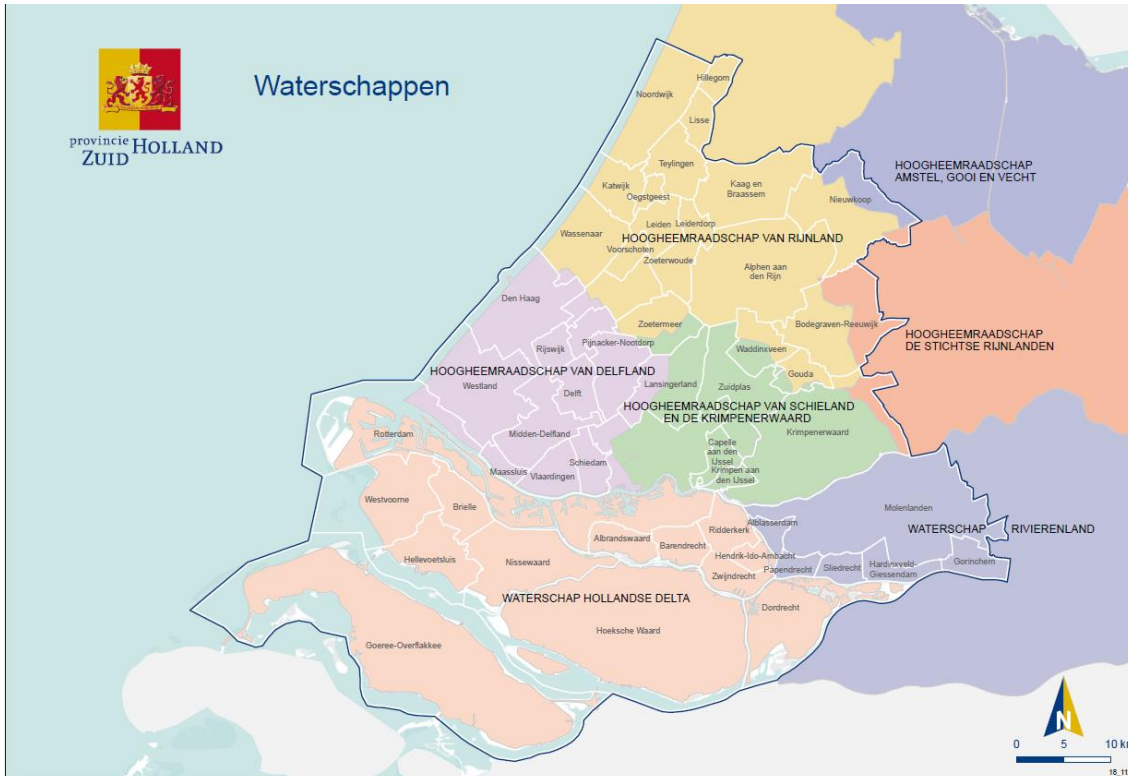 Waterschappen
provincie
ZUID HOLLAND
Hillegom
Noordwijk
Lisse
Teylingen
HOOGHEEMRAADSCHAP
AMSTEL, GOOI EN VECHT
Katwijk
Kaag en
Braassem
Oegstgeest
Nieuwkoop
Leiden
Leiderdorp
Wassenaar
HOOGHEEMRAADSCHAP VAN RIJNLAND
Voorschoten
Zoeterwoude
Alphen aan
den Rijn
Den Haag
Zoetermeer
Bodegraven-Reeuwijk
HOOGHEEMRAADSCHAP
DE STICHTSE RIJNLANDEN
Rijswijk
Pijnacker-Nootdorp
Waddinxveen
HOOGHEEMRAADSCHAP VAN DELFLAND
Gouda
Westland
Lansingerland
Zuidplas
Delft
HOOGHEEMRAADSCHAP VAN SCHIELAND
EN DE KRIMPENERWAARD
Rotterdam
Midden-Delfland
Krimpenerwaard
Capelle
aan den
IJssel
Schiedam
Maassluis
Vlaardingen
Krimpen aan
den IJssel
Westvoorne
Brielle
Molenlanden
Alblasserdam
WATERSCHAP RIVIERENLAND
Ridderkerk
Albrandswaard
Barendrecht
Hendrik-Ido-Ambacht
Hellevoetsluis
Nissewaard
Papendrecht
Sliedrecht
Hardinxveld-
Giessendam
Gorinchem
Zwijndrecht
WATERSCHAP HOLLANDSE DELTA
Dordrecht
Hoeksche Waard
Goeree-Overflakkee
N
0 5 10 km
18_11